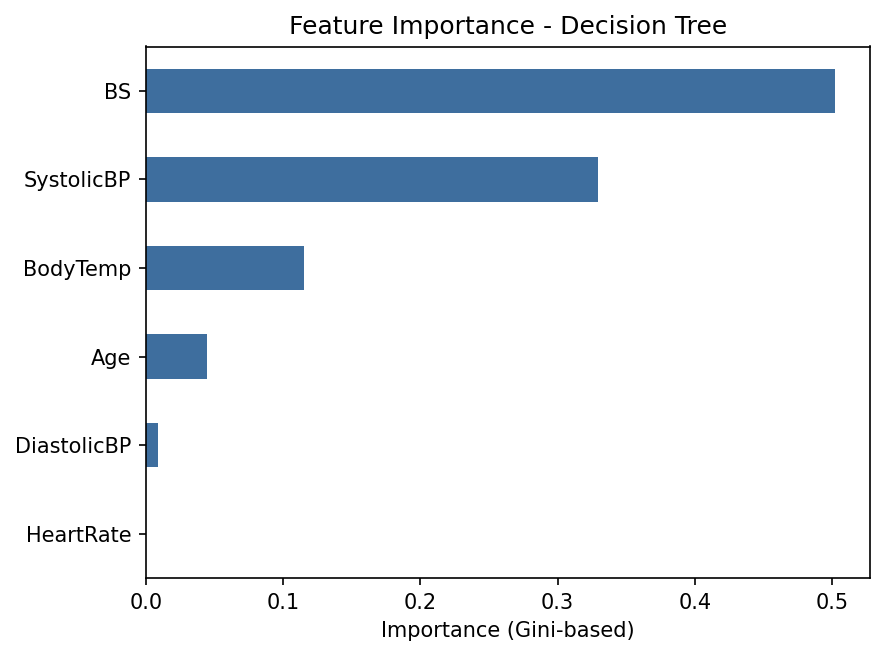 Feature Importance - Decision Tree
BS
SystolicBP
BodyTemp
Age
DiastolicBP
HeartRate
0.0 0.1 0.2 0.3 0.4 0.5
Importance (Gini-based)